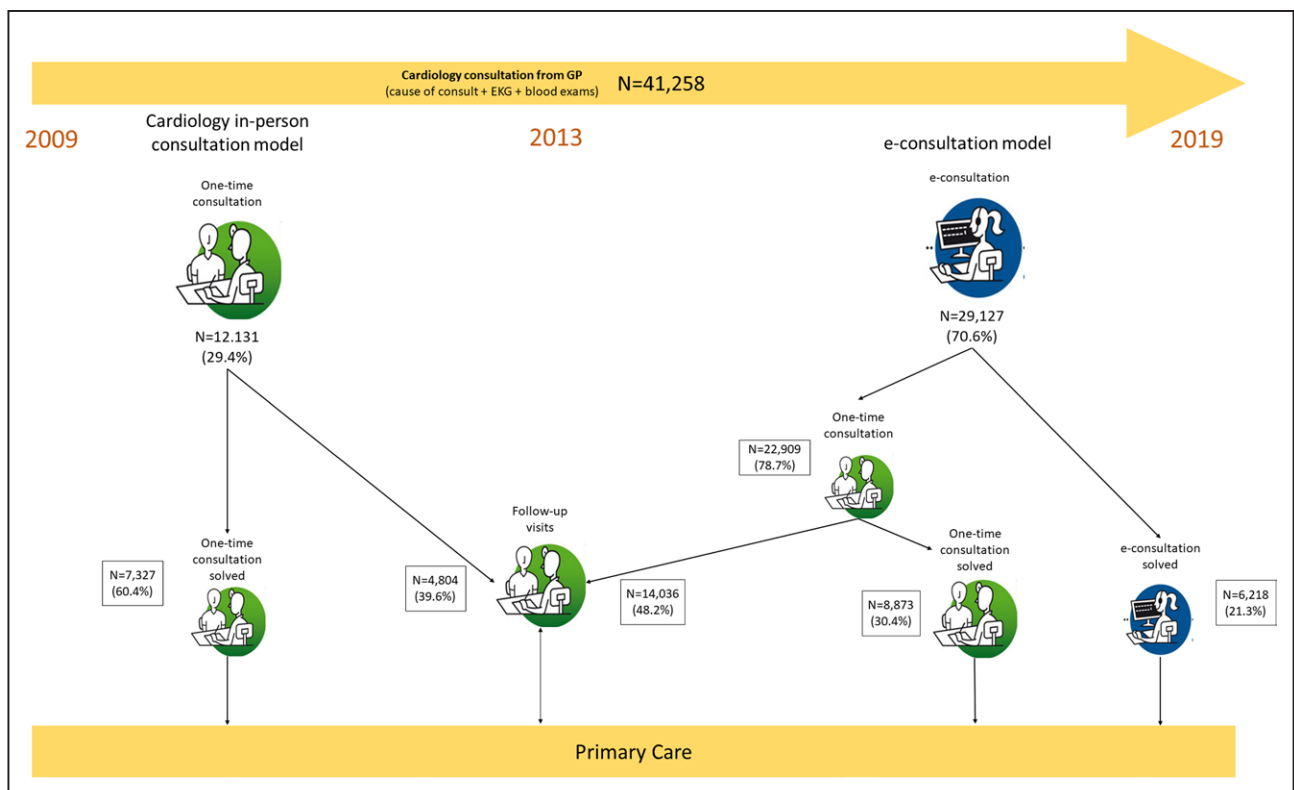 Cardiology consultation from GP
(cause of consult + EKG + blood exams)
N=41,258
2009
Cardiology in-person
consultation model
2013
e-consultation model
2019
One-time
consultation
e-consultation
N=12.131
(29.4%)
N=29,127
(70.6%)
One-time
consultation
N=22,909
(78.7%)
One-time
consultation
solved
N=7,327
(60.4%)
Follow-up
visits
N=4,804
(39.6%)
N=14,036
(48.2%)
One-time
consultation
solved
N=8,873
(30.4%)
e-consultation
solved
N=6,218
(21.3%)
Primary Care